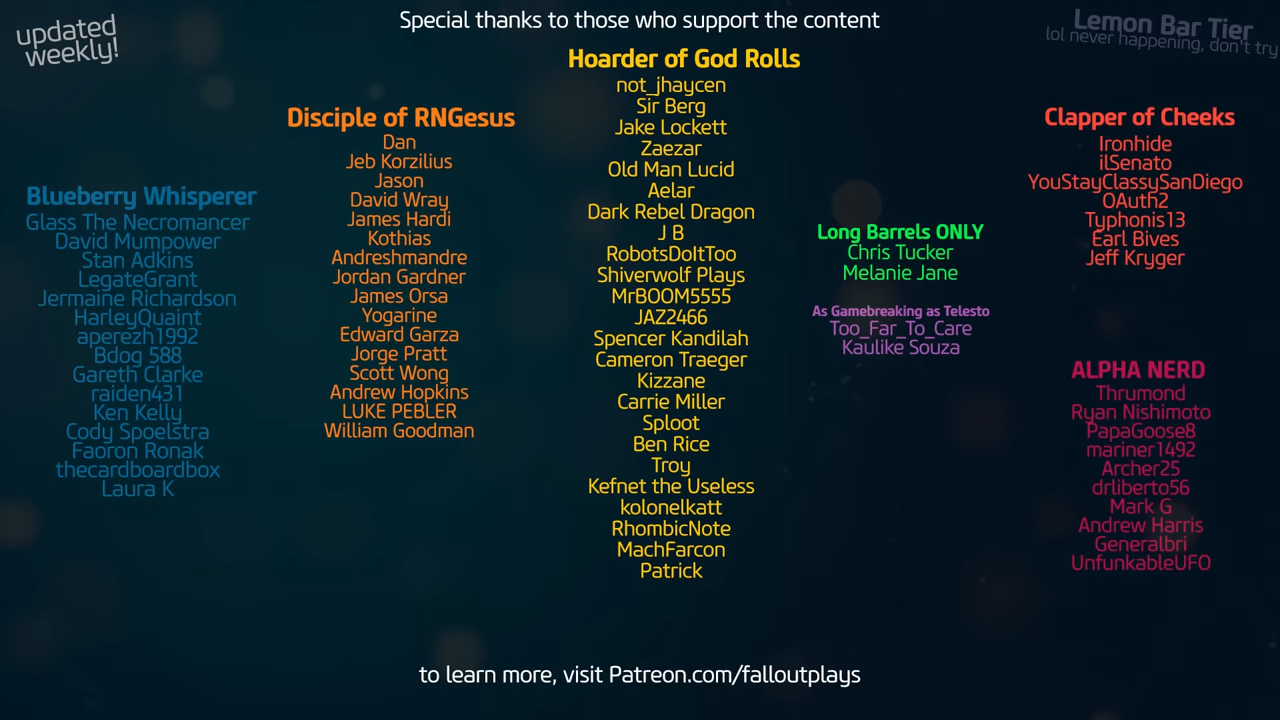 updated
weekly!
Special thanks to those who support the content
Lemon Bar Tier
lol never happening, don't try
Blueberry Whisperer
Glass The Necromancer
David Mumpower
Stan Adkins
LegateGrant
Jermaine Richardson
HarleyQuaint
aperezh1992
Bdog 588
Gareth Clarke
raiden431
Ken Kelly
Cody Spoelstra
Faoron Ronak
thecardboardbox
Laura K
Disciple of RNGesus
Dan
Jeb Korzilius
Jason
David Wray
James Hardi
Kothias
Andreshmandre
Jordan Gardner
James Orsa
Yogarine
Edward Garza
Jorge Pratt
Scott Wong
Andrew Hopkins
LUKE PEBLER
William Goodman
Hoarder of God Rolls
not_jhaycen
Sir Berg
Jake Lockett
Zaezar
Old Man Lucid
Aelar
Dark Rebel Dragon
J B
RobotsDoItToo
Shiverwolf Plays
MrBOOM5555
JAZ2466
Spencer Kandilah
Cameron Traeger
Kizzane
Carrie Miller
Sploot
Ben Rice
Troy
Kefnet the Useless
kolonelkatt
RhombicNote
MachFarcon
Patrick
Long Barrels ONLY
Chris Tucker
Melanie Jane
As Gamebreaking as Telesto
Too_Far_To_Care
Kaulike Souza
Clapper of Cheeks
Ironhide
ilSenato
YouStayClassySanDiego
OAuth2
Typhonis13
Earl Bives
Jeff Kryger
ALPHA NERD
Thrumond
Ryan Nishimoto
PapaGoose8
mariner1492
Archer25
drliberto56
Mark G
Andrew Harris
Generalbri
UnfunkableUFO
to learn more, visit Patreon.com/falloutplays